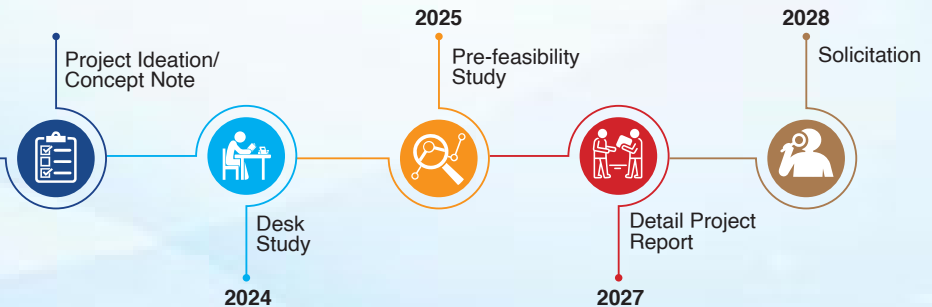 Project Ideation/
Concept Note
Desk
Study
2024
2025
Pre-feasibility
Study
Detail Project
Report
2027
2028
Solicitation